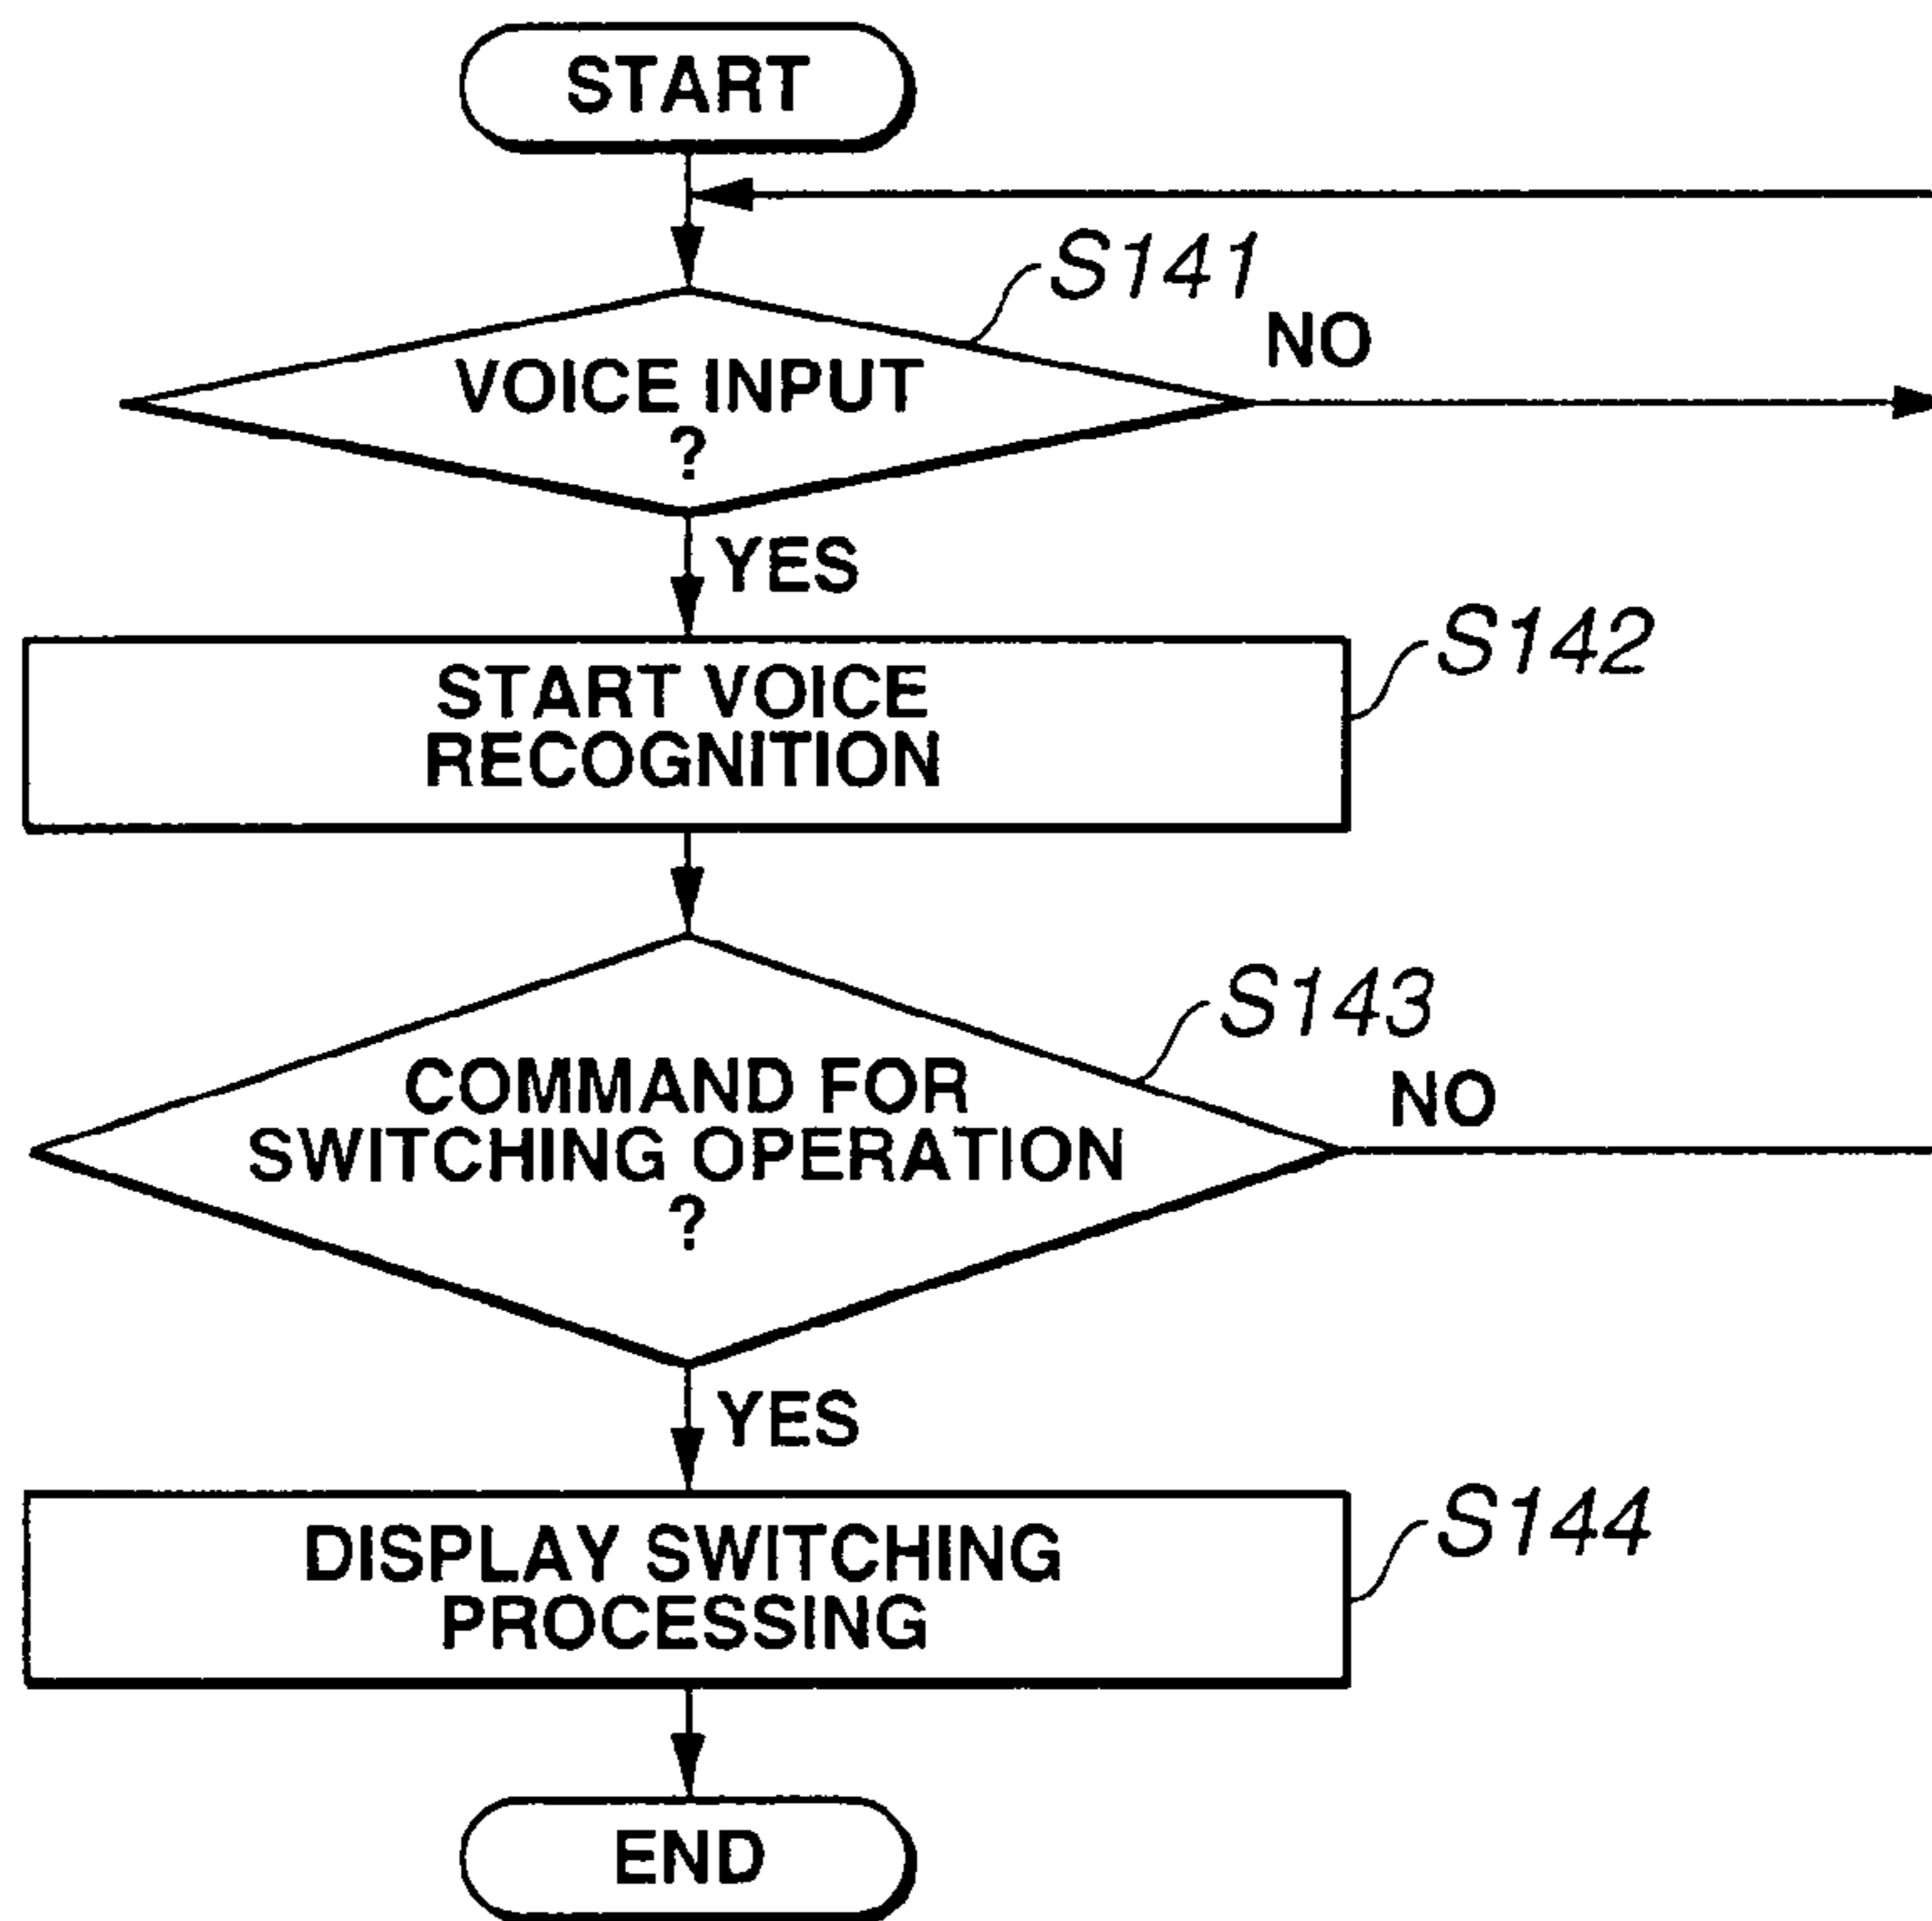 START
S141
NO
VOICE INPUT
?
YES
S142
START VOICE
RECOGNITION
S143
NO
COMMAND FOR
SWITCHING OPERATION
?
YES
S144
DISPLAY SWITCHING
PROCESSING
END